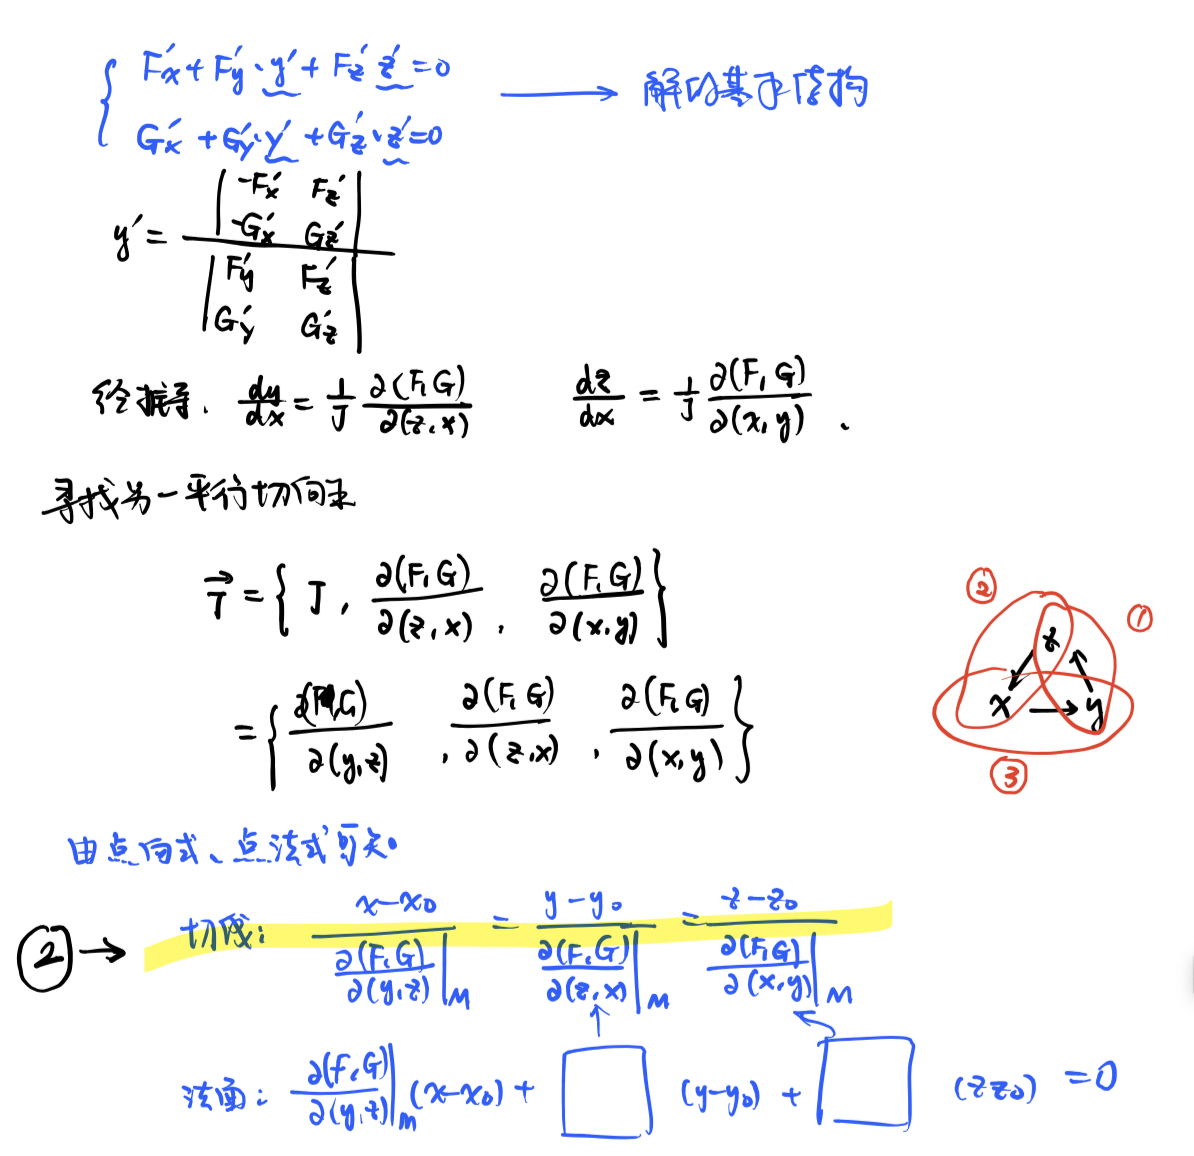 { F'x + F'y · y' + F'z z' = 0 ⟶ 解的基本结构
G'x + G'y · y' + G'z · z' = 0
y' = | -F'x F'z |
| -G'x G'z |
| F'y F'z |
| G'y G'z |
经推导. dy/dx = 1/J ∂(F,G)/∂(z,x) dz/dx = 1/J ∂(F,G)/∂(x,y) .
寻找另一平行切向量
T⃗ = { J, ∂(F,G)/∂(z,x), ∂(F,G)/∂(x,y) }
= { ∂(F,G)/∂(y,z), ∂(F,G)/∂(z,x), ∂(F,G)/∂(x,y) }
② ①
z
x → y
③
由点向式、点法式可知。
② → 切线: x-x₀ / ∂(F,G)/∂(y,z)|M = y-y₀ / ∂(F,G)/∂(z,x)|M = z-z₀ / ∂(F,G)/∂(x,y)|M
法面: ∂(F,G)/∂(y,z)|M (x-x₀) + □ (y-y₀) + □ (z z₀) = 0